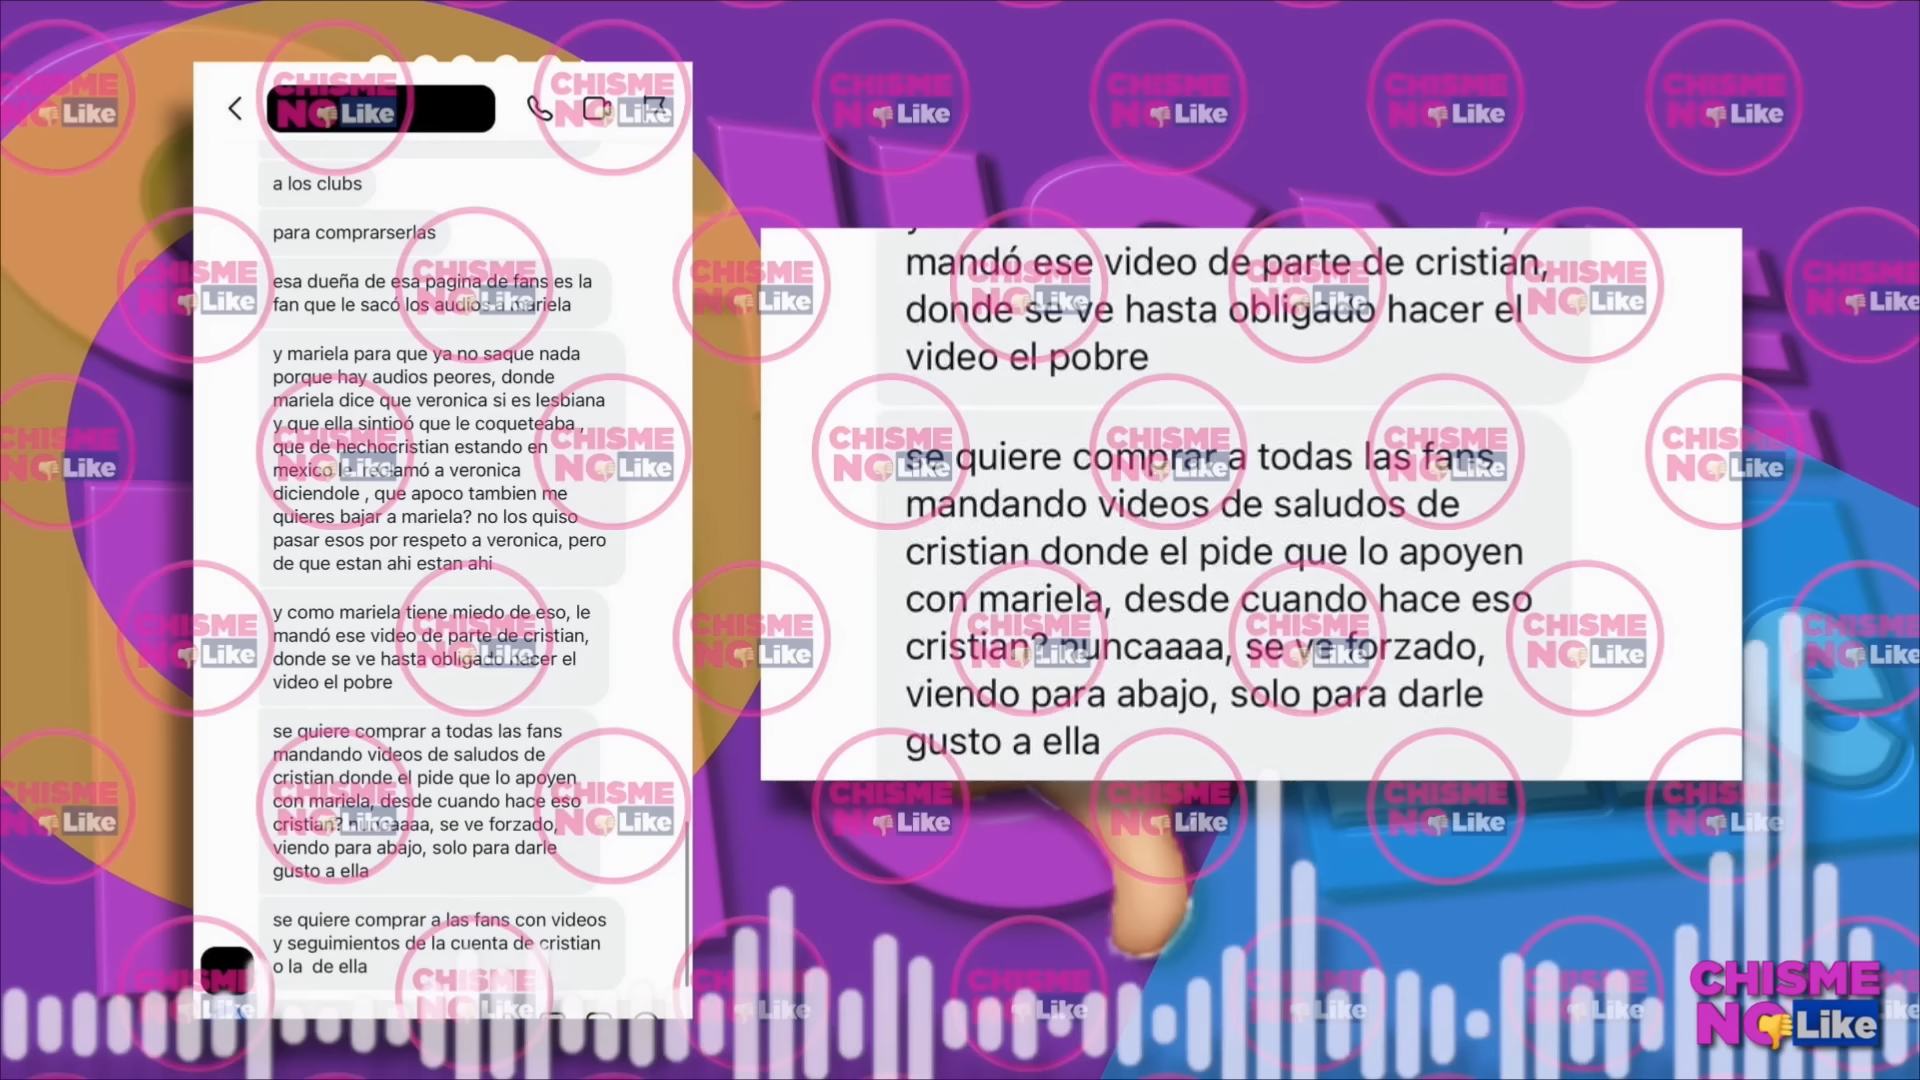 a los clubs
para comprarserlas
esa dueña de esa pagina de fans es la
fan que le sacó los audios a mariela
y mariela para que ya no saque nada
porque hay audios peores, donde
mariela dice que veronica si es lesbiana
y que ella sintioó que le coqueteaba ,
que de hechocristian estando en
mexico le reclamó a veronica
diciendole , que apoco tambien me
quieres bajar a mariela? no los quiso
pasar esos por respeto a veronica, pero
de que estan ahi estan ahi
y como mariela tiene miedo de eso, le
mandó ese video de parte de cristian,
donde se ve hasta obligado hacer el
video el pobre
se quiere comprar a todas las fans
mandando videos de saludos de
cristian donde el pide que lo apoyen
con mariela, desde cuando hace eso
cristian? nuncaaaa, se ve forzado,
viendo para abajo, solo para darle
gusto a ella
se quiere comprar a las fans con videos
y seguimientos de la cuenta de cristian
o la de ella
mandó ese video de parte de cristian,
donde se ve hasta obligado hacer el
video el pobre
se quiere comprar a todas las fans
mandando videos de saludos de
cristian donde el pide que lo apoyen
con mariela, desde cuando hace eso
cristian? nuncaaaa, se ve forzado,
viendo para abajo, solo para darle
gusto a ella
CHISME
NO Like